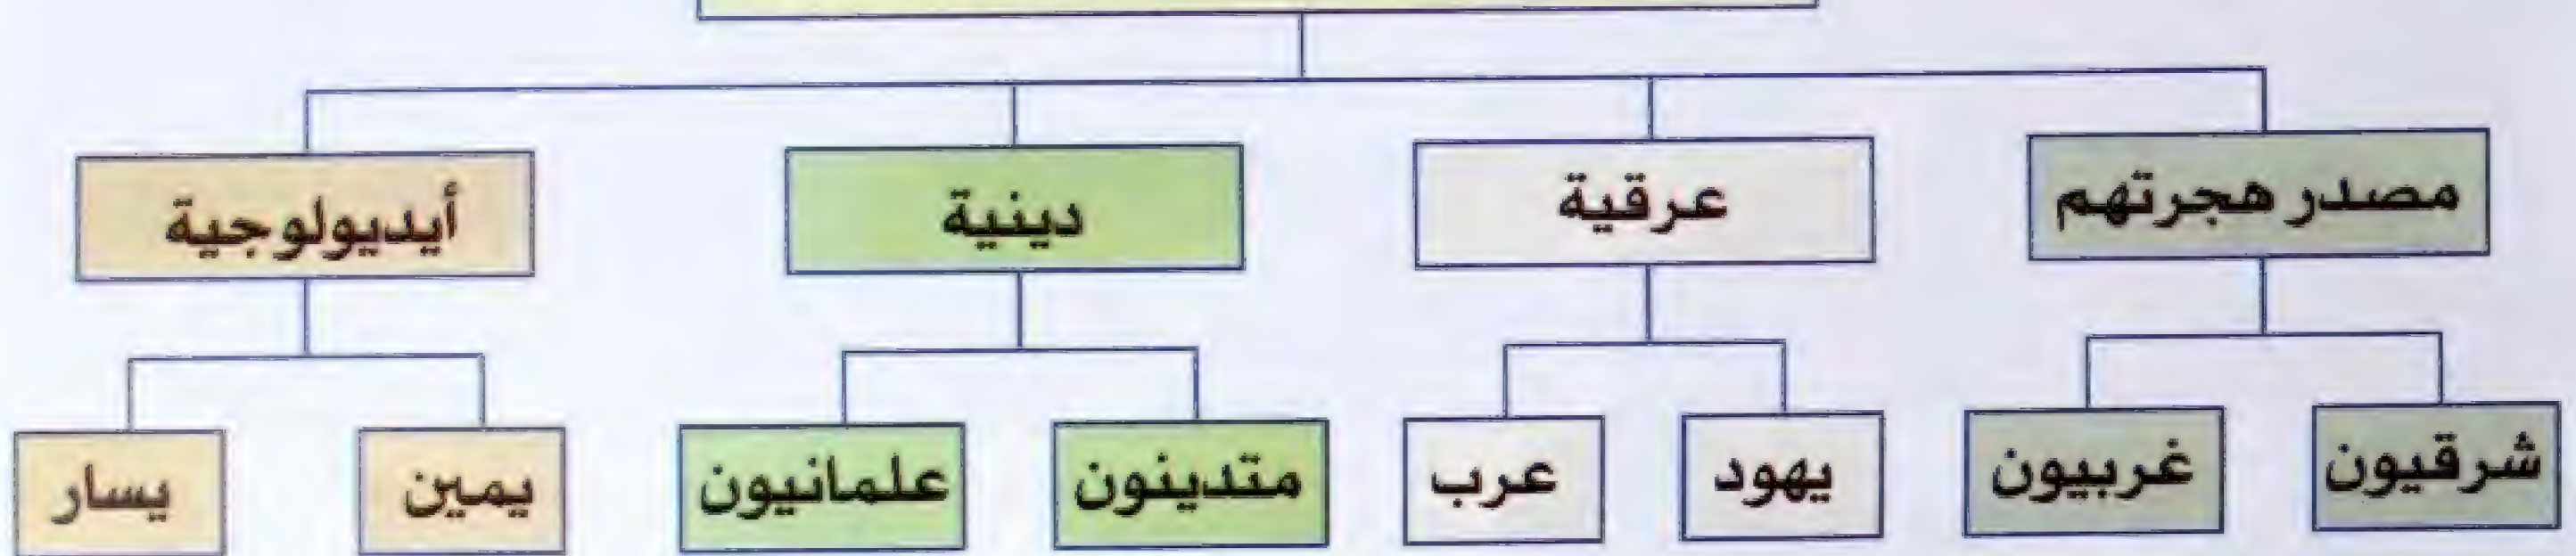 مصدر هجرتهم
عرقية
دينية
أيديولوجية
شرقيون
غربيون
يهود
عرب
متدينون
علمانيون
يمين
يسار